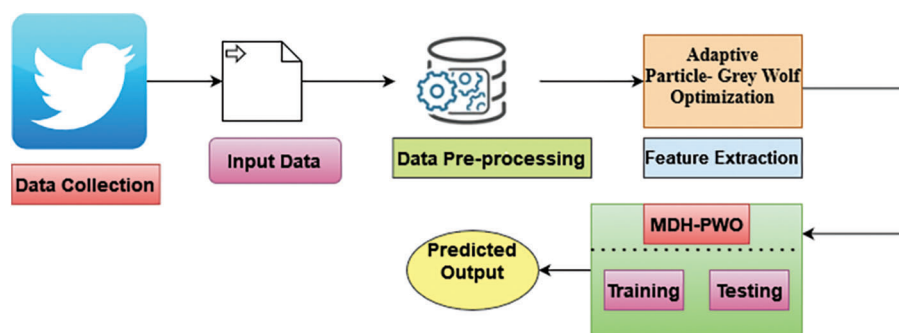 Adaptive
Particle- Grey Wolf
Optimization
Data Collection
Input Data
Data Pre-processing
Feature Extraction
MDH-PWO
Training
Testing
Predicted
Output